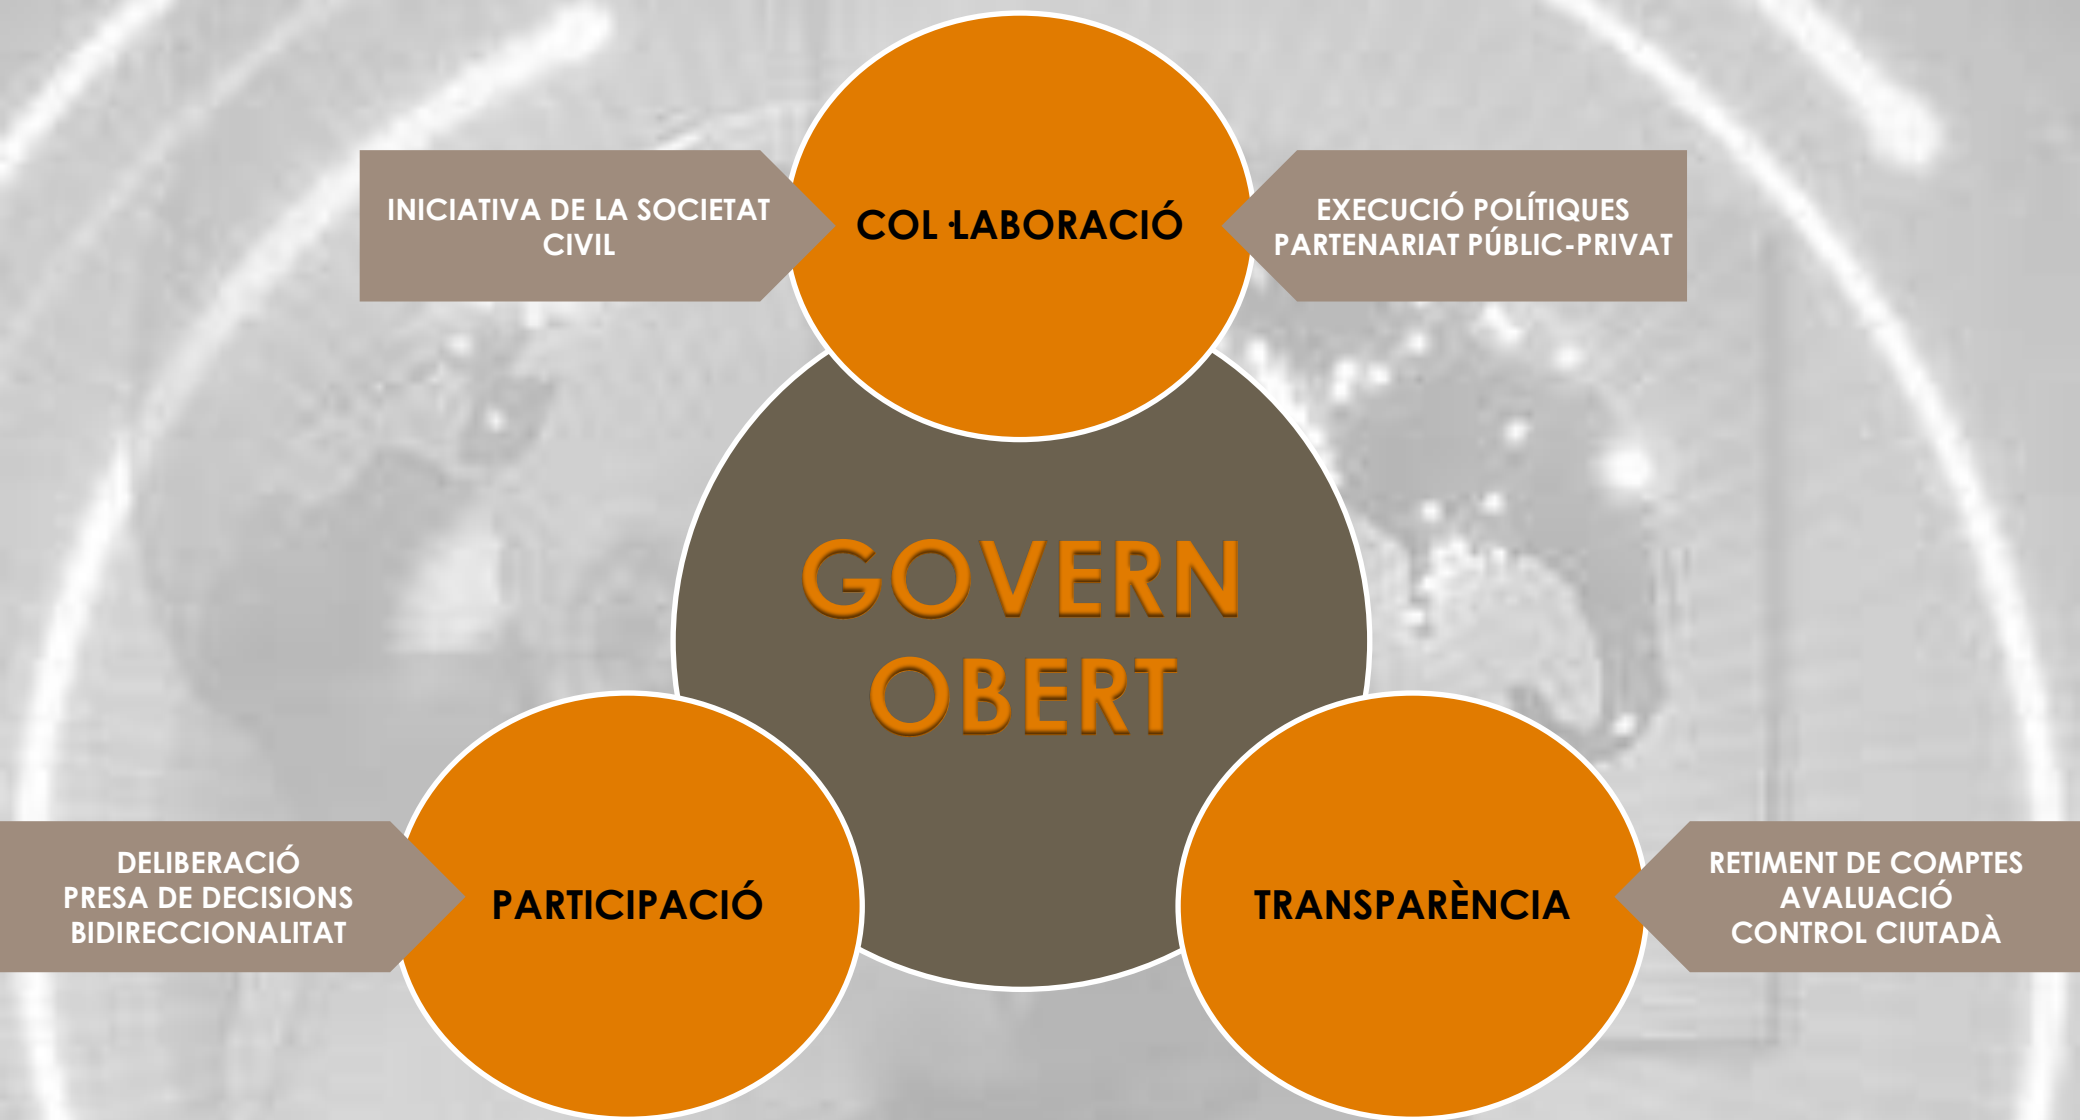 INICIATIVA DE LA SOCIETAT
CIVIL
COL·LABORACIÓ
EXECUCIÓ POLÍTIQUES
PARTENARIAT PÚBLIC-PRIVAT
GOVERN
OBERT
DELIBERACIÓ
PRESA DE DECISIONS
BIDIRECCIONALITAT
PARTICIPACIÓ
TRANSPARÈNCIA
RETIMENT DE COMPTES
AVALUACIÓ
CONTROL CIUTADÀ